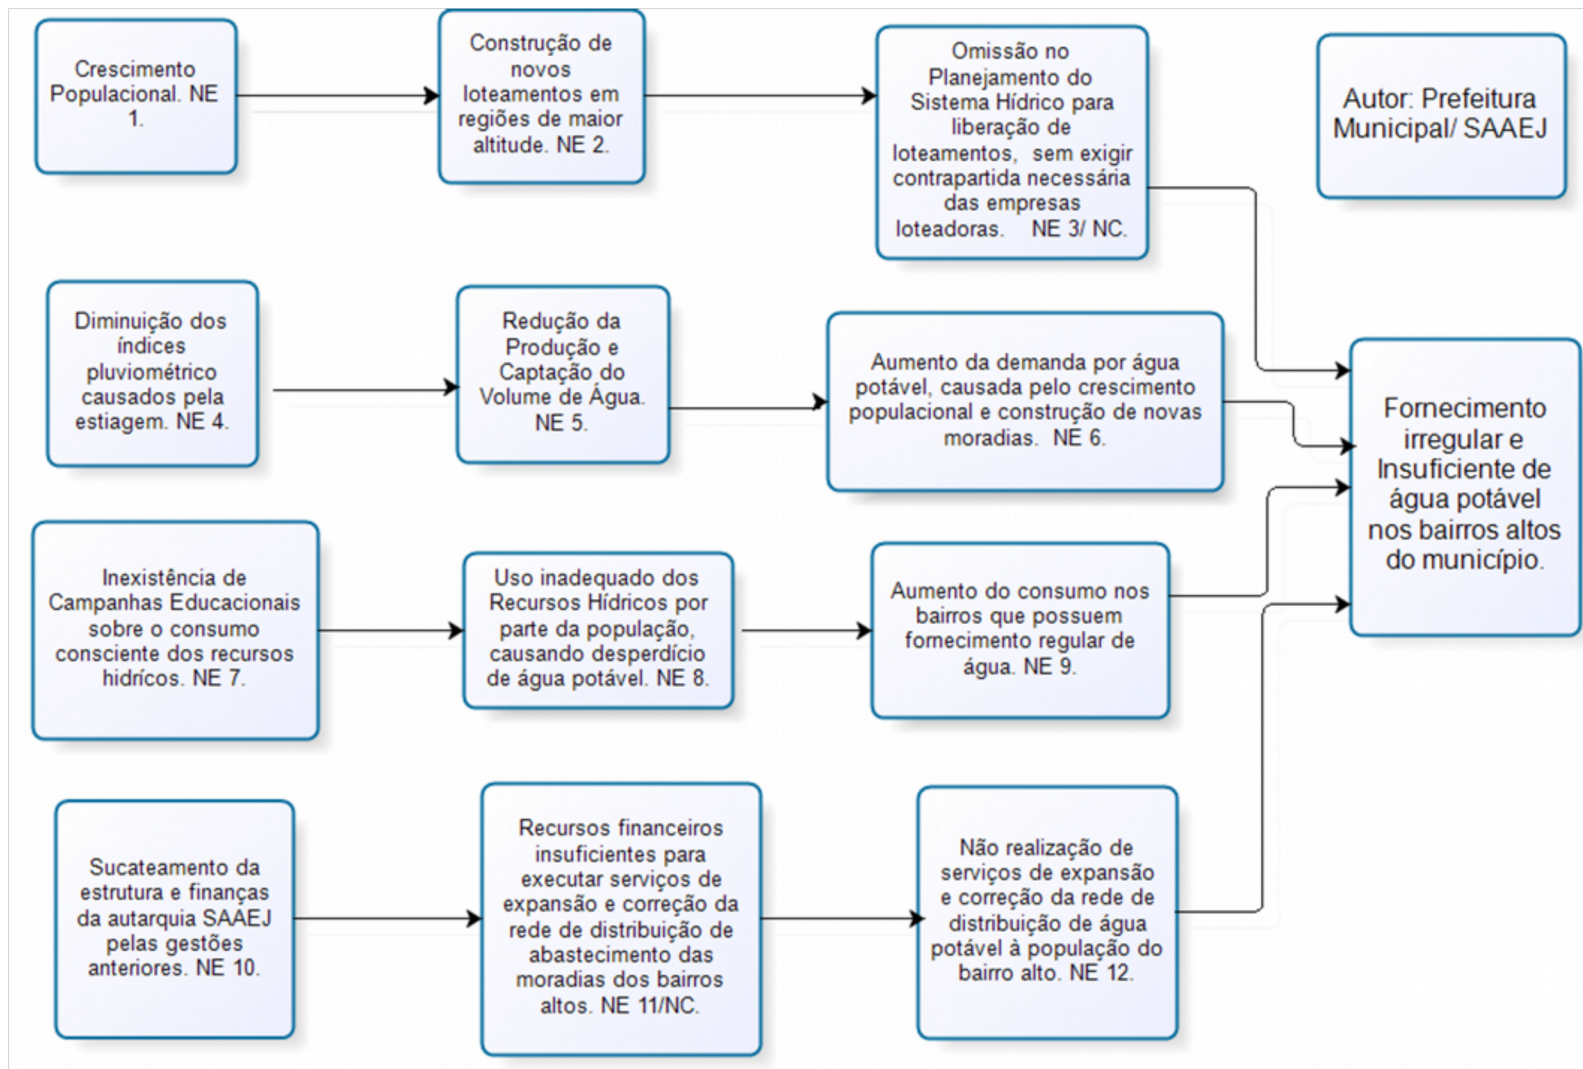 Crescimento
Populacional. NE
1.
Construção de
novos
loteamentos em
regiões de maior
altitude. NE 2.
Omissão no
Planejamento do
Sistema Hídrico para
liberação de
loteamentos,  sem exigir
contrapartida necessária
das empresas
loteadoras.    NE 3/ NC.
Autor: Prefeitura
Municipal/ SAAEJ
Diminuição dos
índices
pluviométrico
causados pela
estiagem. NE 4.
Redução da
Produção e
Captação do
Volume de Água.
NE 5.
Aumento da demanda por água
potável, causada pelo crescimento
populacional e construção de novas
moradias.  NE 6.
Fornecimento
irregular e
Insuficiente de
água potável
nos bairros altos
do município.
Inexistência de
Campanhas Educacionais
sobre o consumo
consciente dos recursos
hidrícos. NE 7.
Uso inadequado dos
Recursos Hídricos por
parte da população,
causando desperdício
de água potável. NE 8.
Aumento do consumo nos
bairros que possuem
fornecimento regular de
água. NE 9.
Sucateamento da
estrutura e finanças
da autarquia SAAEJ
pelas gestões
anteriores. NE 10.
Recursos financeiros
insuficientes para
executar serviços de
expansão e correção da
rede de distribuição de
abastecimento das
moradias dos bairros
altos. NE 11/NC.
Não realização de
serviços de expansão
e correção da rede de
distribuição de água
potável à população do
bairro alto. NE 12.